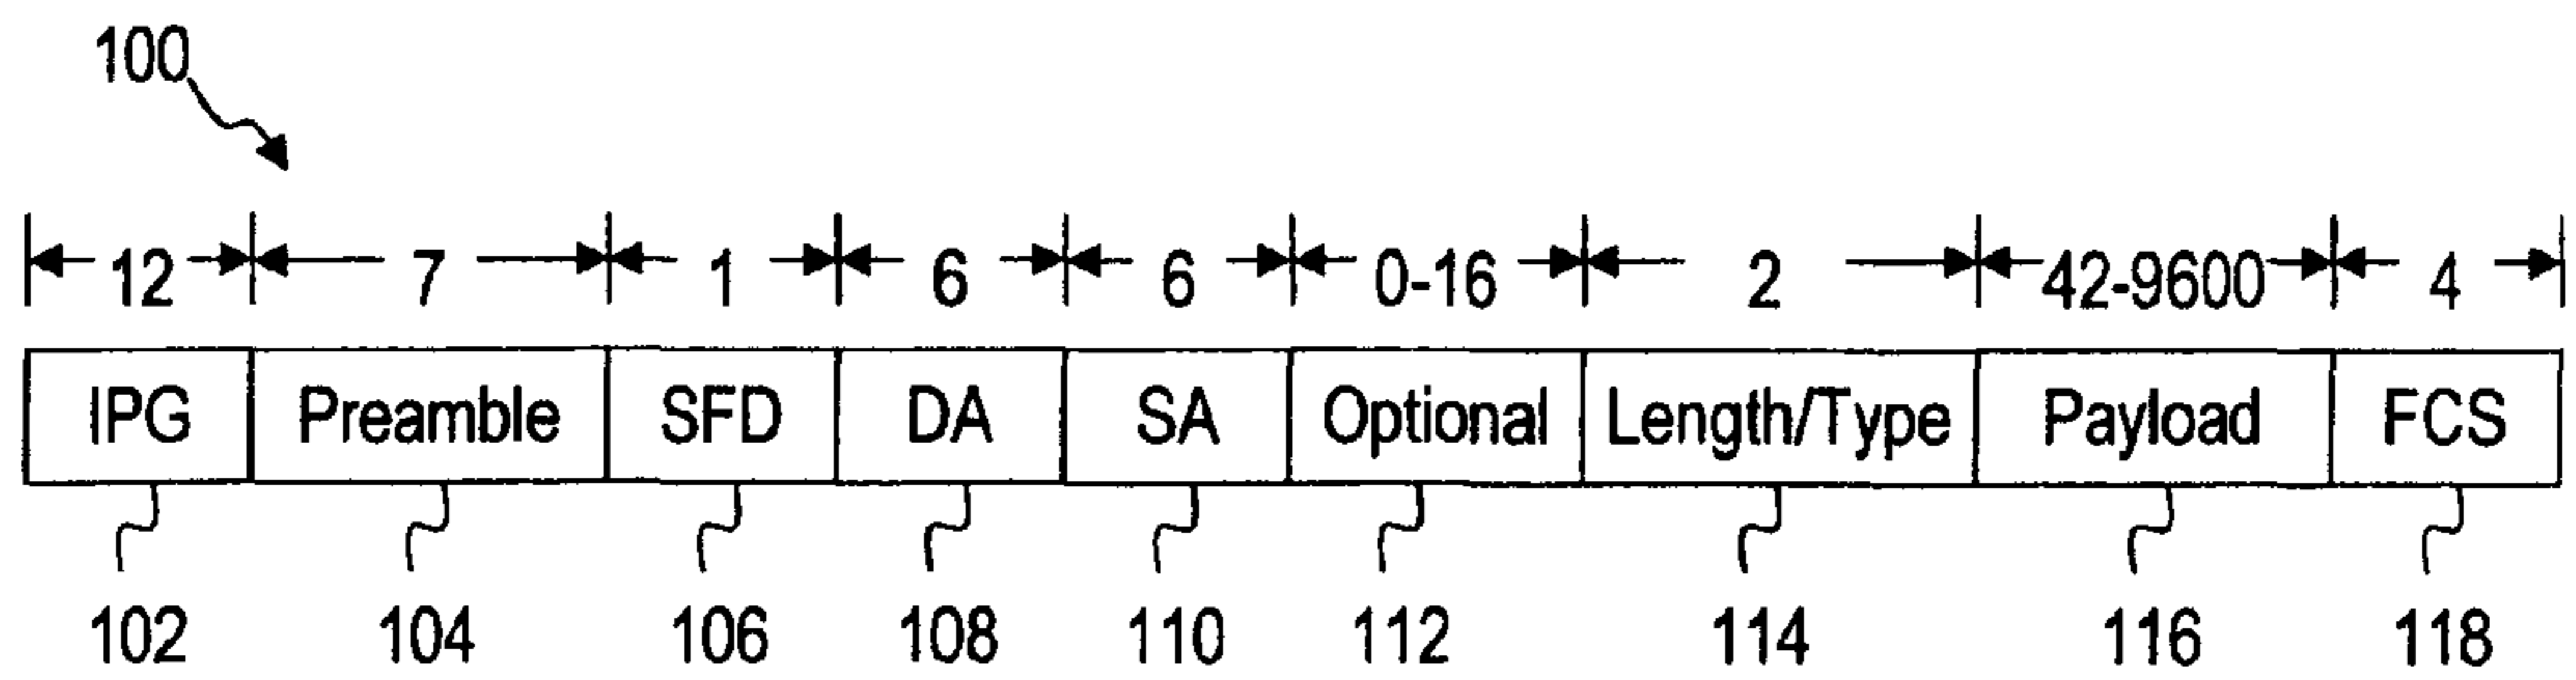 100
12 7 1 6 6 0-16 2 42-9600 4
IPG Preamble SFD DA SA Optional Length/Type Payload FCS
102 104 106 108 110 112 114 116 118